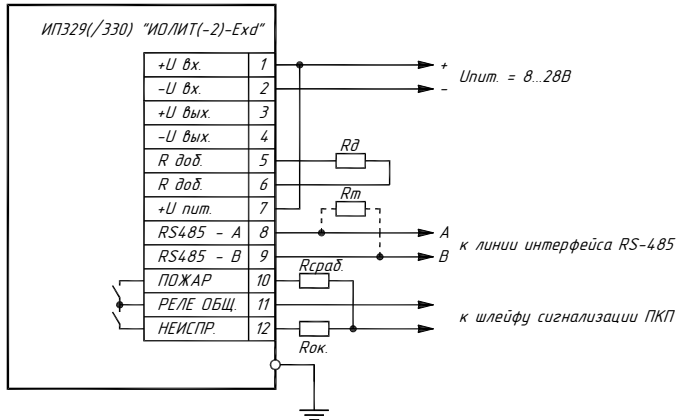 ИП329(/330) "ИОЛИТ(-2)-Exd"
+U вх. 1
-U вх. 2
+U вых. 3
-U вых. 4
R доб. 5
R доб. 6
+U пит. 7
RS485 - A 8
RS485 - B 9
ПОЖАР 10
РЕЛЕ ОБЩ. 11
НЕИСПР. 12
+
-
Uпит. = 8...28В
Rд
Rт
A
B
к линии интерфейса RS-485
Rсраб.
Rок.
к шлейфу сигнализации ПКП